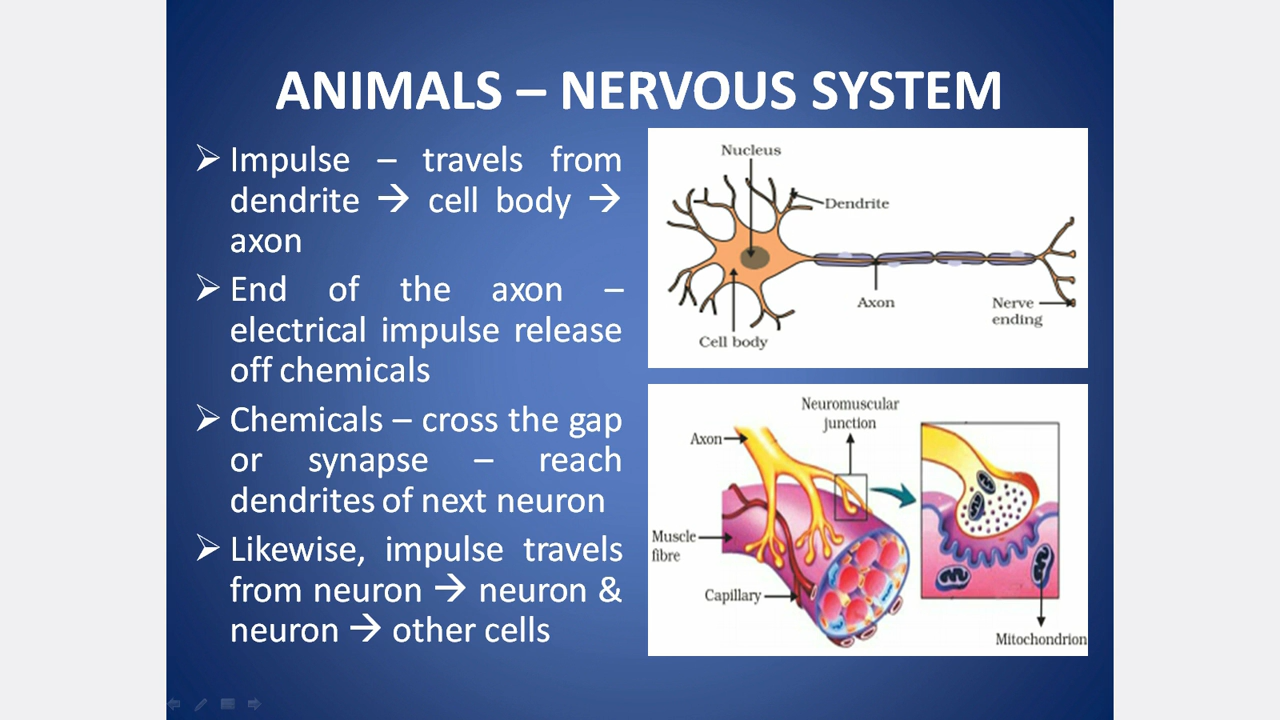 ANIMALS – NERVOUS SYSTEM
➢ Impulse – travels from
dendrite → cell body →
axon
➢ End of the axon –
electrical impulse release
off chemicals
➢ Chemicals – cross the gap
or synapse – reach
dendrites of next neuron
➢ Likewise, impulse travels
from neuron → neuron &
neuron → other cells
Nucleus
Dendrite
Axon
Nerve
ending
Cell body
Neuromuscular
junction
Axon
Muscle
fibre
Capillary
Mitochondrion